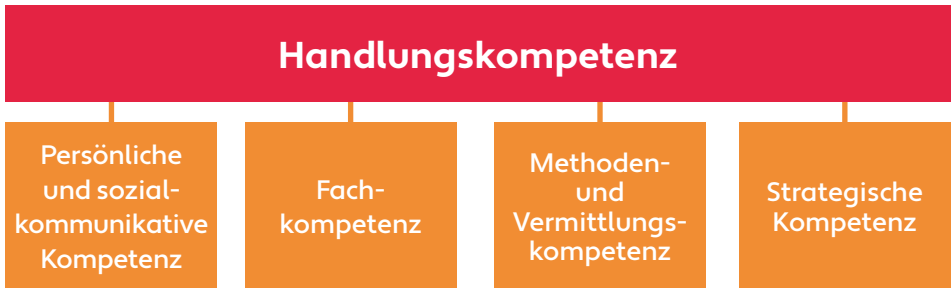 Handlungskompetenz
Persönliche
und sozial-
kommunikative
Kompetenz
Fach-
kompetenz
Methoden-
und
Vermittlungs-
kompetenz
Strategische
Kompetenz